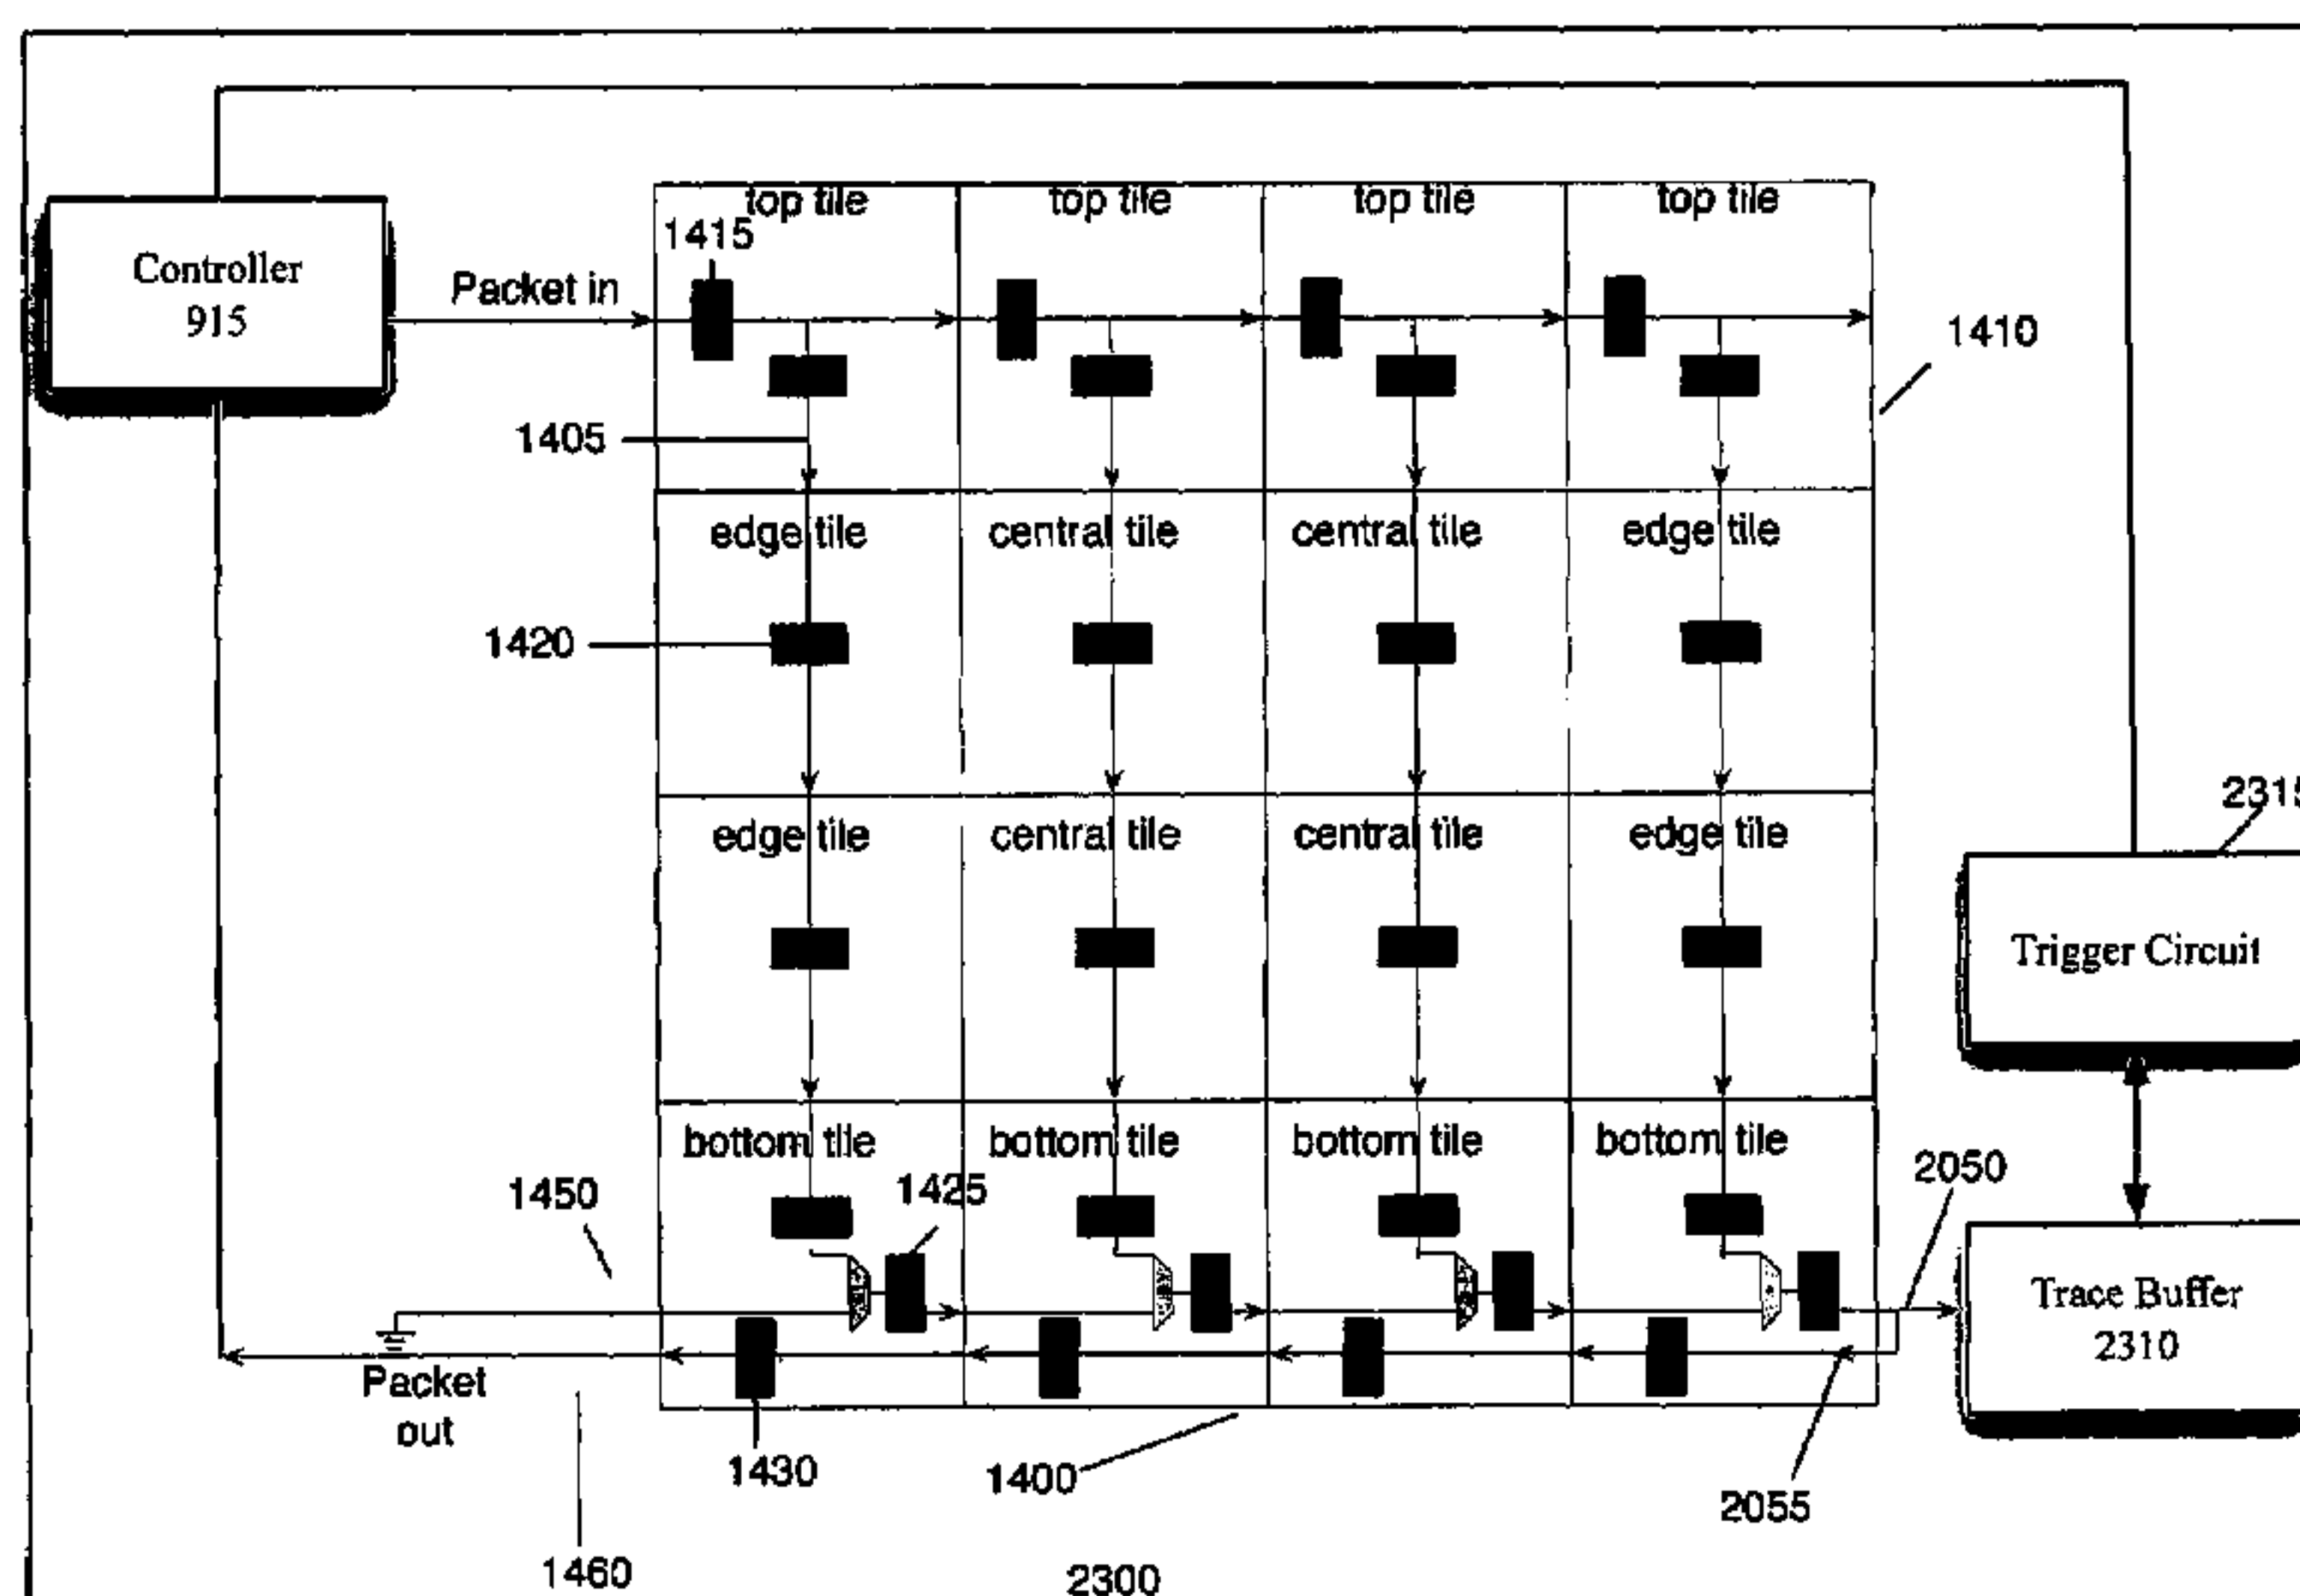 top tile top tile top tile top tile
1415
Controller
915
Packet in
1410
1405
edge tile central tile central tile edge tile
1420
2315
edge tile central tile central tile edge tile
Trigger Circuit
bottom tile bottom tile bottom tile bottom tile
1450
1425
2050
Trace Buffer
2310
Packet
out
1430
1400
2055
1460
2300